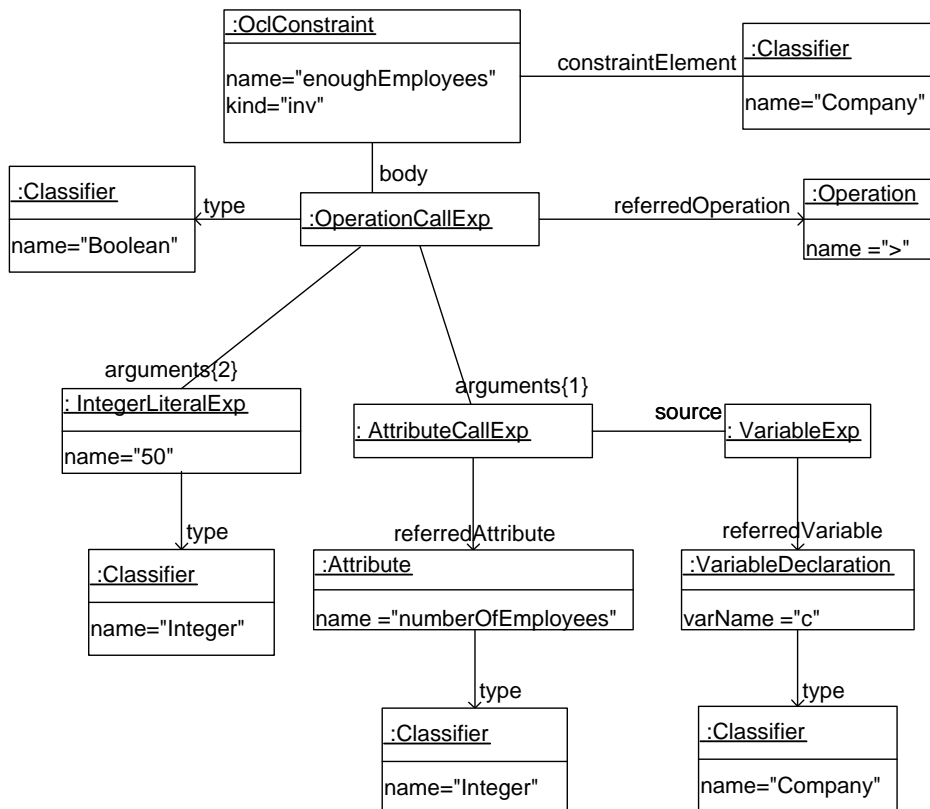 :OclConstraint
name="enoughEmployees"
kind="inv"
constraintElement
:Classifier
name="Company"
body
:Classifier
name="Boolean"
type
:OperationCallExp
referredOperation
:Operation
name =">"
arguments{2}
arguments{1}
: IntegerLiteralExp
name="50"
: AttributeCallExp
source
: VariableExp
type
referredAttribute
referredVariable
:Classifier
name="Integer"
:Attribute
name ="numberOfEmployees"
:VariableDeclaration
varName ="c"
type
type
:Classifier
name="Integer"
:Classifier
name="Company"